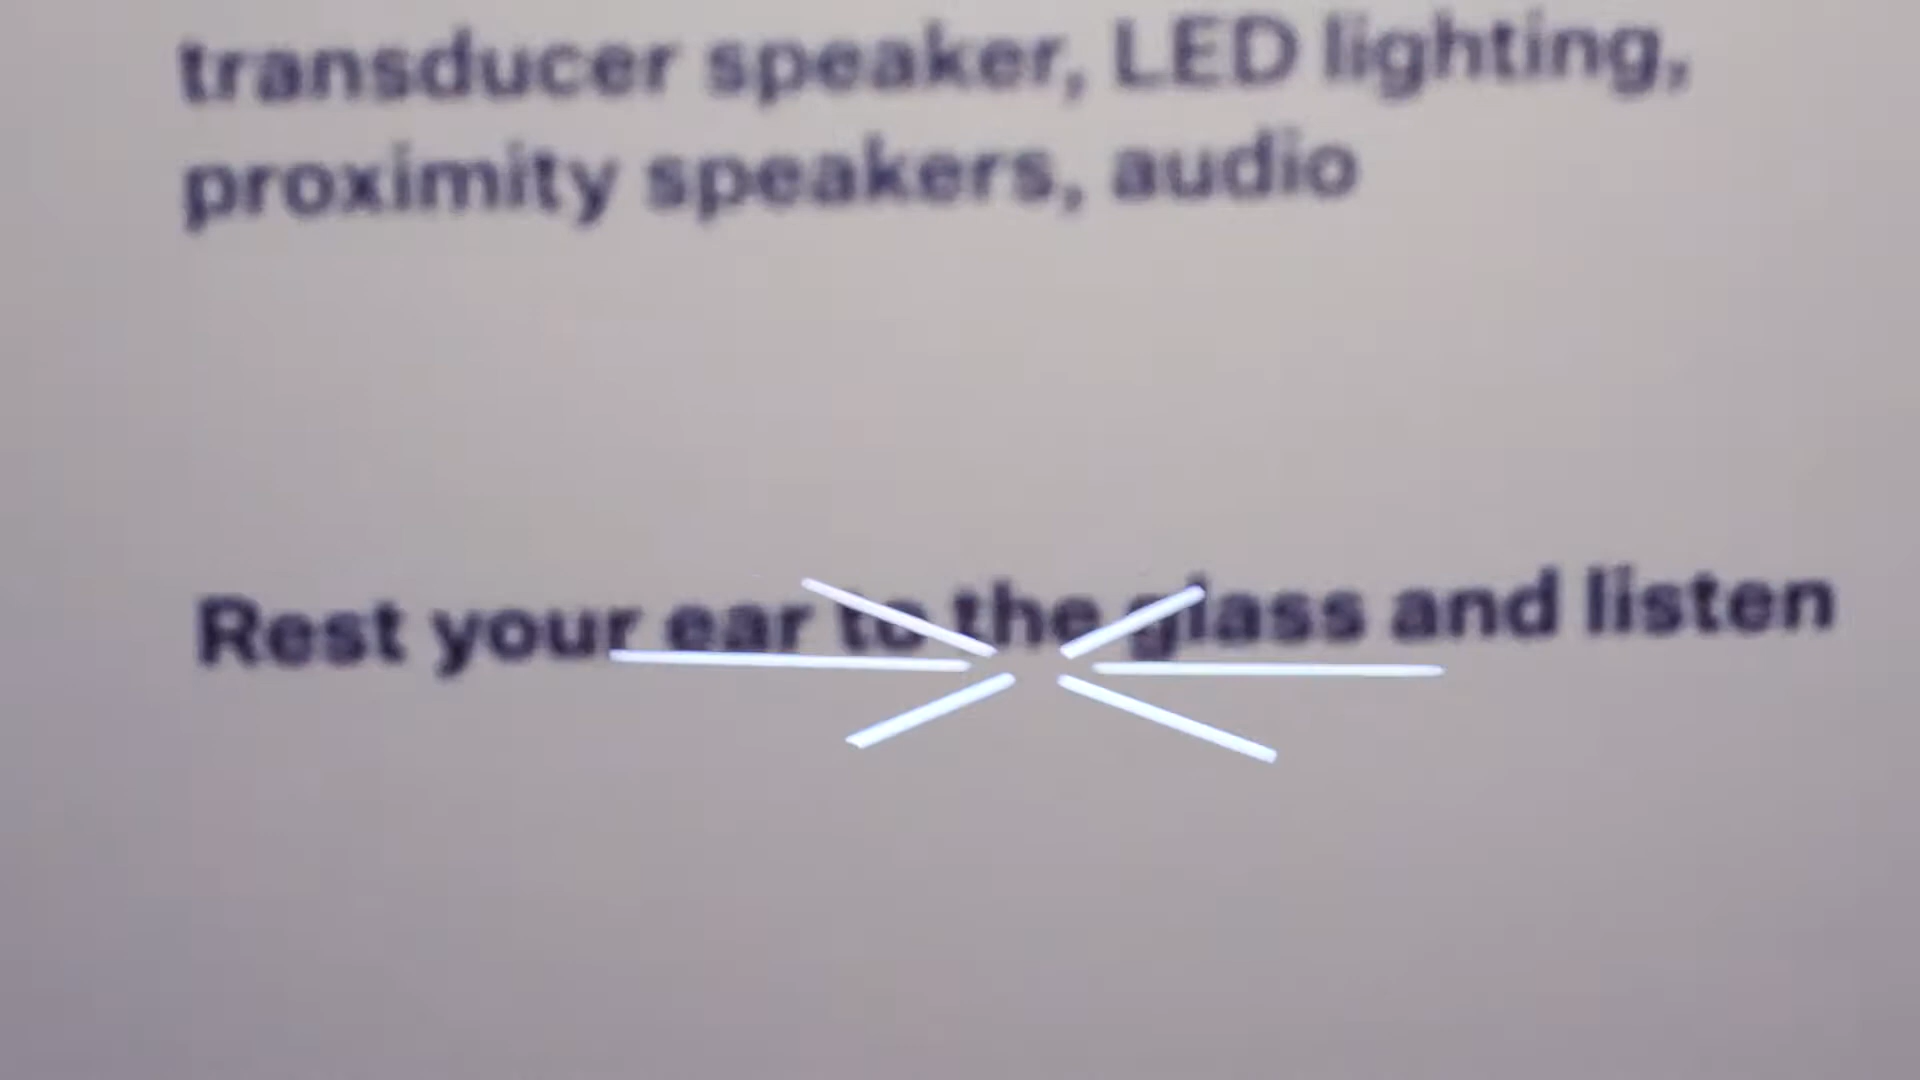 transducer speaker, LED lighting,
proximity speakers, audio
Rest your ear to the glass and listen